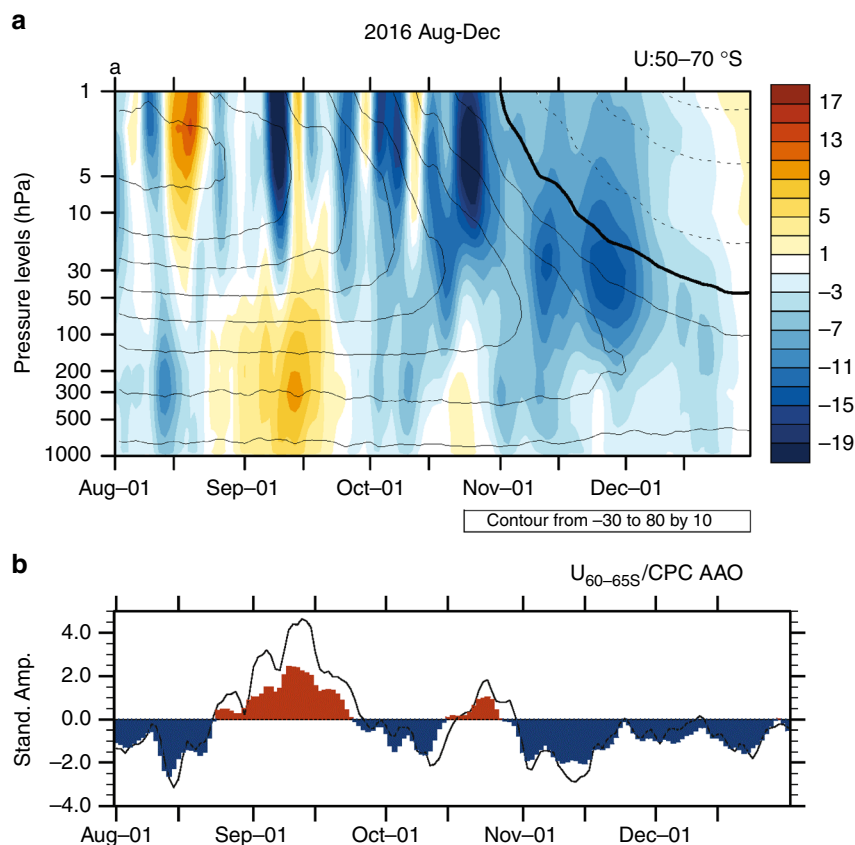 a
2016 Aug-Dec
a
U:50–70 °S
Pressure levels (hPa)
1
5
10
30
50
100
200
300
500
1000
Aug–01 Sep–01 Oct–01 Nov–01 Dec–01
17
13
9
5
1
–3
–7
–11
–15
–19
Contour from –30 to 80 by 10
b
U60–65S/CPC AAO
Stand. Amp.
4.0
2.0
0.0
–2.0
–4.0
Aug–01 Sep–01 Oct–01 Nov–01 Dec–01